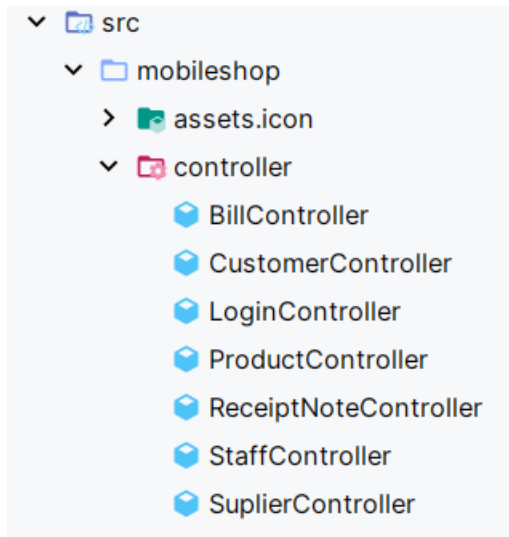 src
mobileshop
assets.icon
controller
BillController
CustomerController
LoginController
ProductController
ReceiptNoteController
StaffController
SuplierController